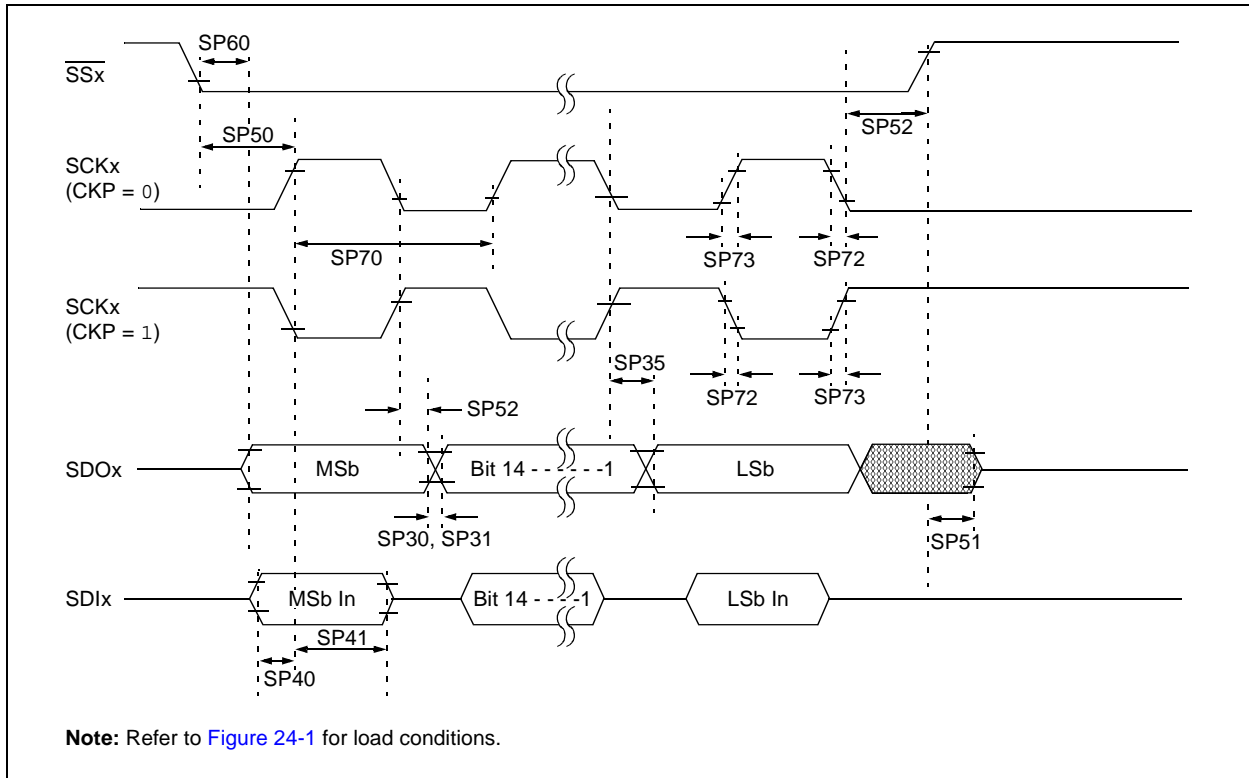 SP60
SSx
SP50
SP52
SCKx
(CKP = 0)
SP70
SP73
SP72
SCKx
(CKP = 1)
SP35
SP72
SP73
SP52
SDOx
MSb
Bit 14 - - - - - -1
LSb
SP30, SP31
SP51
SDIx
MSb In
Bit 14 - - - -1
LSb In
SP41
SP40
Note: Refer to Figure 24-1 for load conditions.